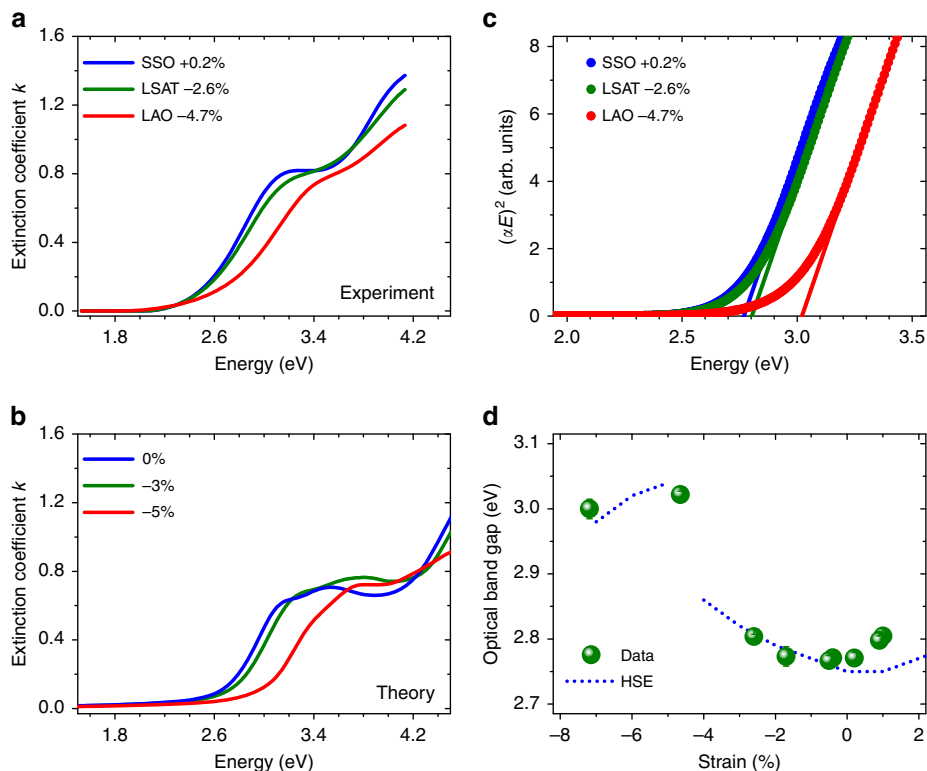 a
Extinction coefficient k
1.6
1.2
0.8
0.4
0.0
SSO +0.2%
LSAT −2.6%
LAO −4.7%
Experiment
1.8 2.6 3.4 4.2
Energy (eV)
b
Extinction coefficient k
1.6
1.2
0.8
0.4
0.0
0%
−3%
−5%
Theory
1.8 2.6 3.4 4.2
Energy (eV)
c
(αE)²(arb. units)
8
6
4
2
0
SSO +0.2%
LSAT −2.6%
LAO −4.7%
2.0 2.5 3.0 3.5
Energy (eV)
d
Optical band gap (eV)
3.1
3.0
2.9
2.8
2.7
Data
HSE
−8 −6 −4 −2 0 2
Strain (%)